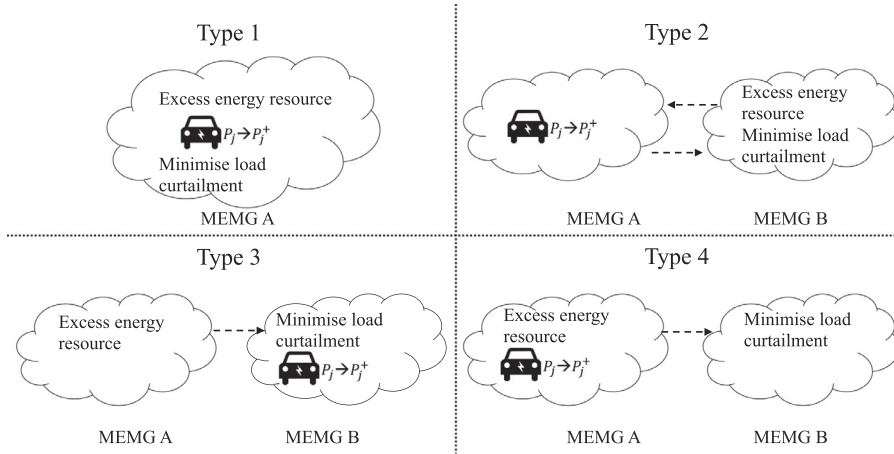 Type 1
Excess energy resource
P_j → P_j^+
Minimise load
curtailment
MEMG A
Type 2
P_j → P_j^+
Excess energy
resource
Minimise load
curtailment
MEMG A
MEMG B
Type 3
Excess energy
resource
Minimise load
curtailment
P_j → P_j^+
MEMG A
MEMG B
Type 4
Excess energy
resource
P_j → P_j^+
Minimise load
curtailment
MEMG A
MEMG B